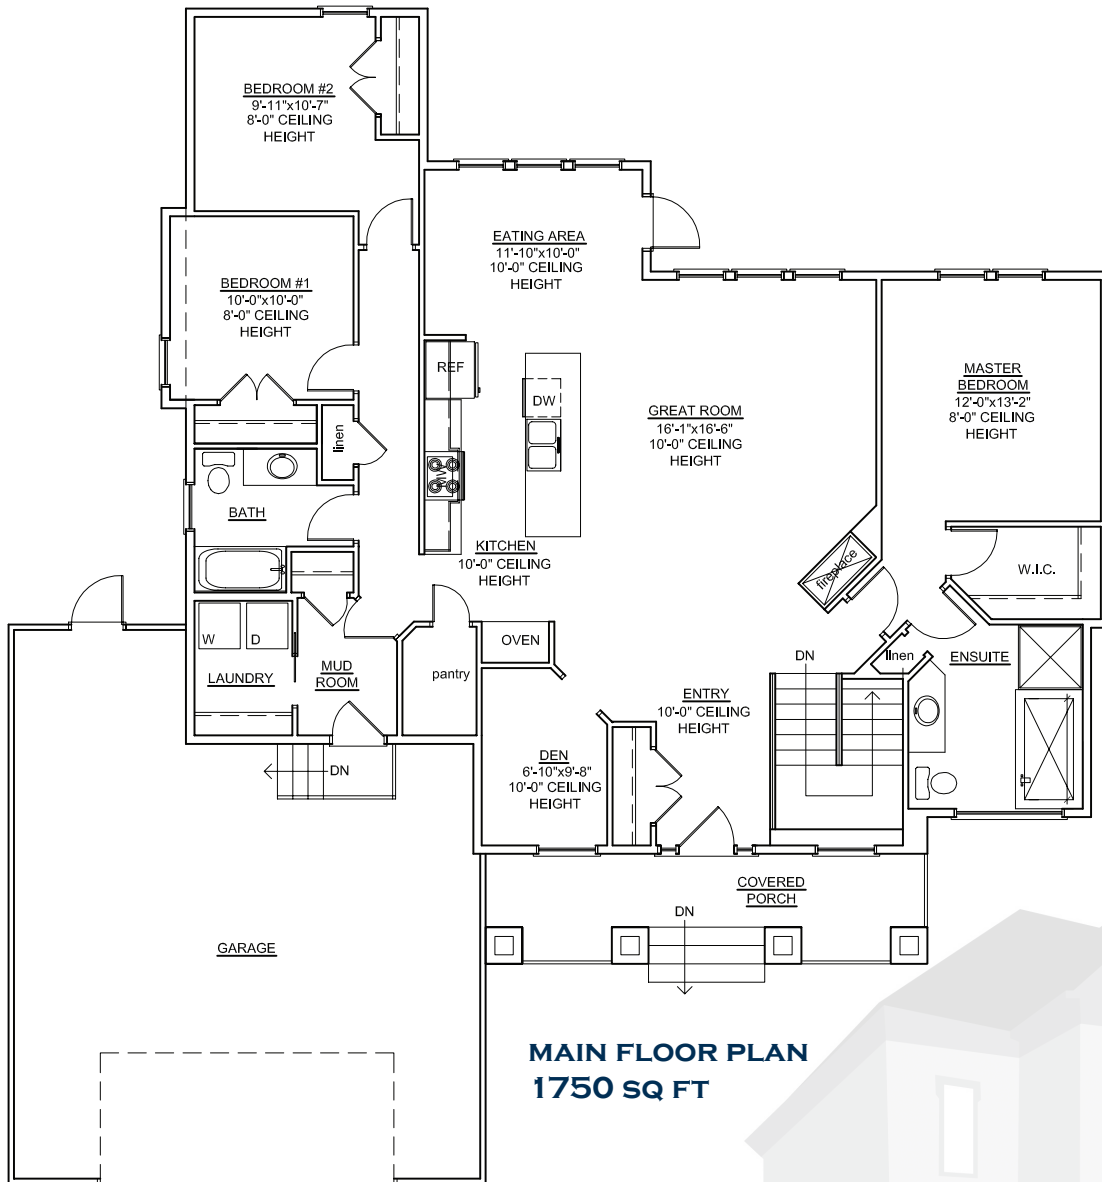 BEDROOM #2
9'-11"x10'-7"
8'-0" CEILING
HEIGHT
EATING AREA
11'-10"x10'-0"
10'-0" CEILING
HEIGHT
BEDROOM #1
10'-0"x10'-0"
8'-0" CEILING
HEIGHT
REF
DW
MASTER
BEDROOM
12'-0"x13'-2"
8'-0" CEILING
HEIGHT
GREAT ROOM
16'-1"x16'-6"
10'-0" CEILING
HEIGHT
linen
MW
BATH
KITCHEN
10'-0" CEILING
HEIGHT
fireplace
W.I.C.
W
D
OVEN
LAUNDRY
MUD
ROOM
pantry
DN
linen
ENSUITE
ENTRY
10'-0" CEILING
HEIGHT
DN
DEN
6'-10"x9'-8"
10'-0" CEILING
HEIGHT
COVERED
PORCH
DN
GARAGE
MAIN FLOOR PLAN
1750 SQ FT